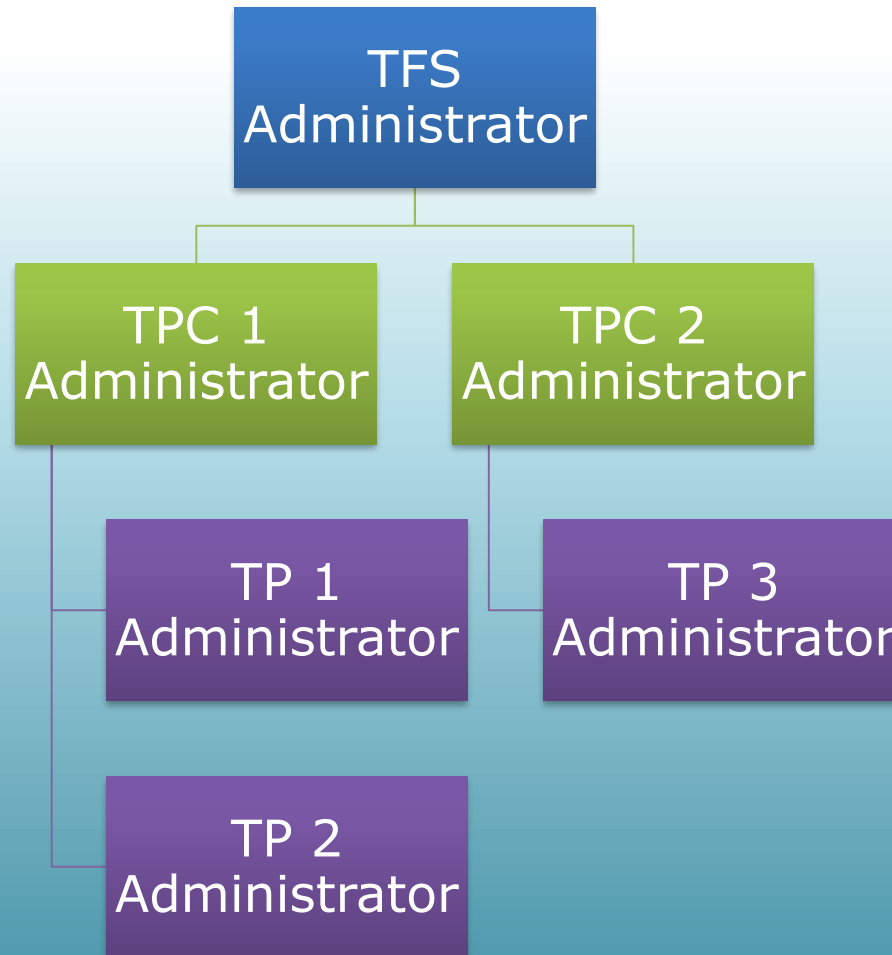 TFS
Administrator
TPC 1
Administrator
TPC 2
Administrator
TP 1
Administrator
TP 3
Administrator
TP 2
Administrator